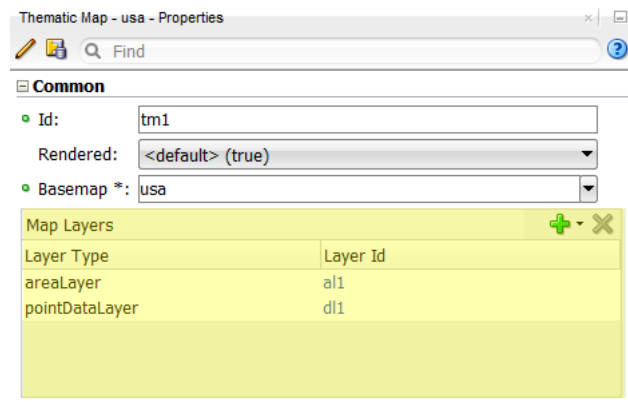 Thematic Map - usa - Properties
Find
Common
Id: tm1
Rendered: <default> (true)
Basemap *: usa
Map Layers
Layer Type Layer Id
areaLayer al1
pointDataLayer dl1